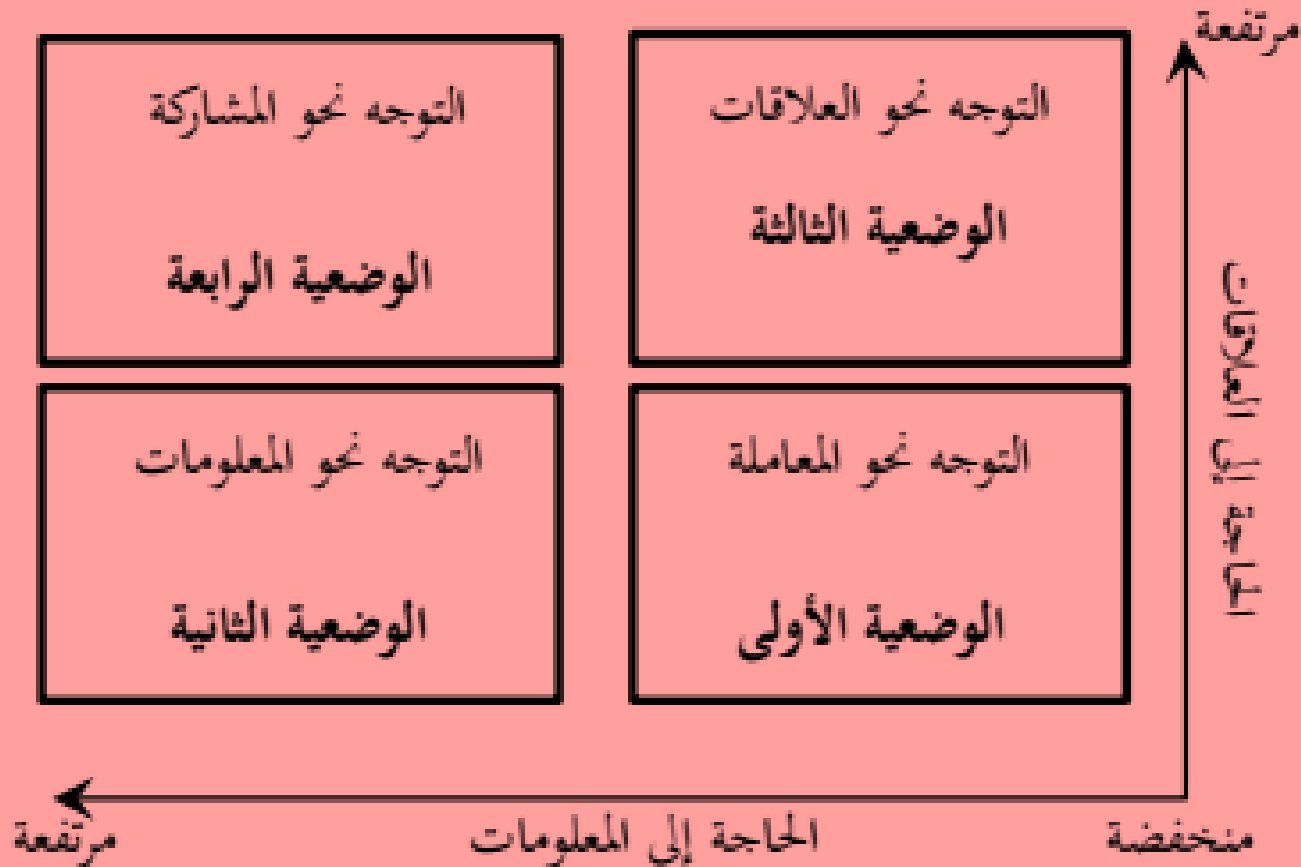 مرتفعة
التوجه نحو العلاقات
الوضعية الثالثة
التوجه نحو المشاركة
الوضعية الرابعة
الحاجة إلى العلاقات
التوجه نحو المعاملة
الوضعية الأولى
التوجه نحو المعلومات
الوضعية الثانية
منخفضة
الحاجة إلى المعلومات
مرتفعة